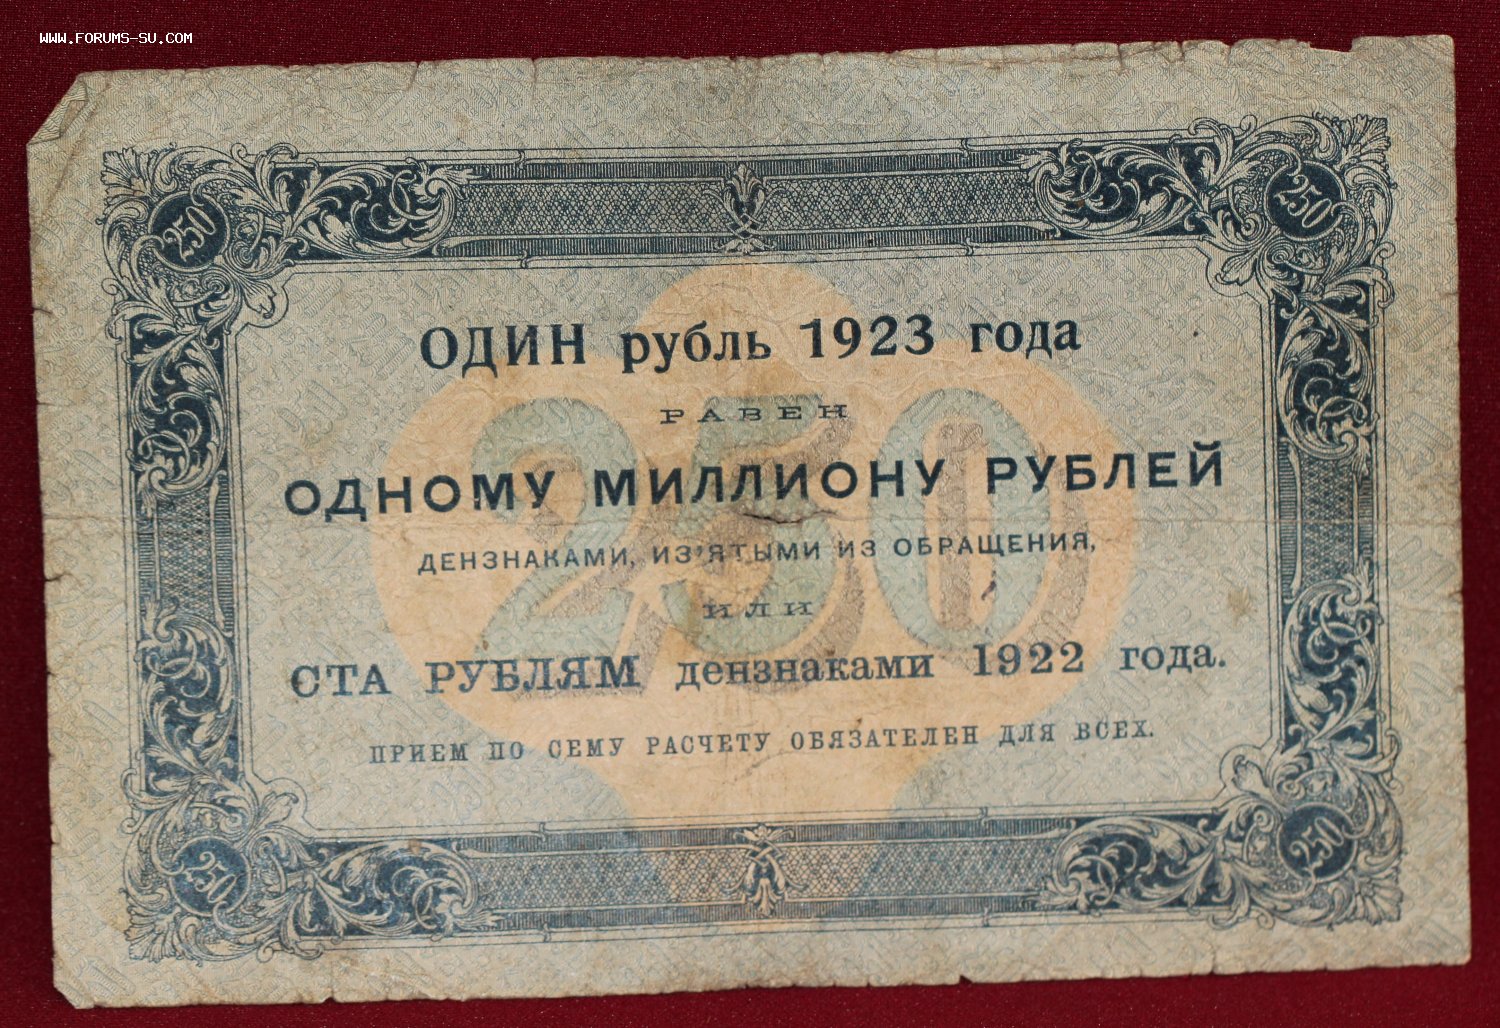 WWW.FORUMS-SU.COM
250 250
ОДИН рубль 1923 года
РАВЕН
250
ОДНОМУ МИЛЛИОНУ РУБЛЕЙ
ДЕНЗНАКАМИ, ИЗ'ЯТЫМИ ИЗ ОБРАЩЕНИЯ,
ИЛИ
СТА РУБЛЯМ дензнаками 1922 года.
ПРИЕМ ПО СЕМУ РАСЧЕТУ ОБЯЗАТЕЛЕН ДЛЯ ВСЕХ.
250 250